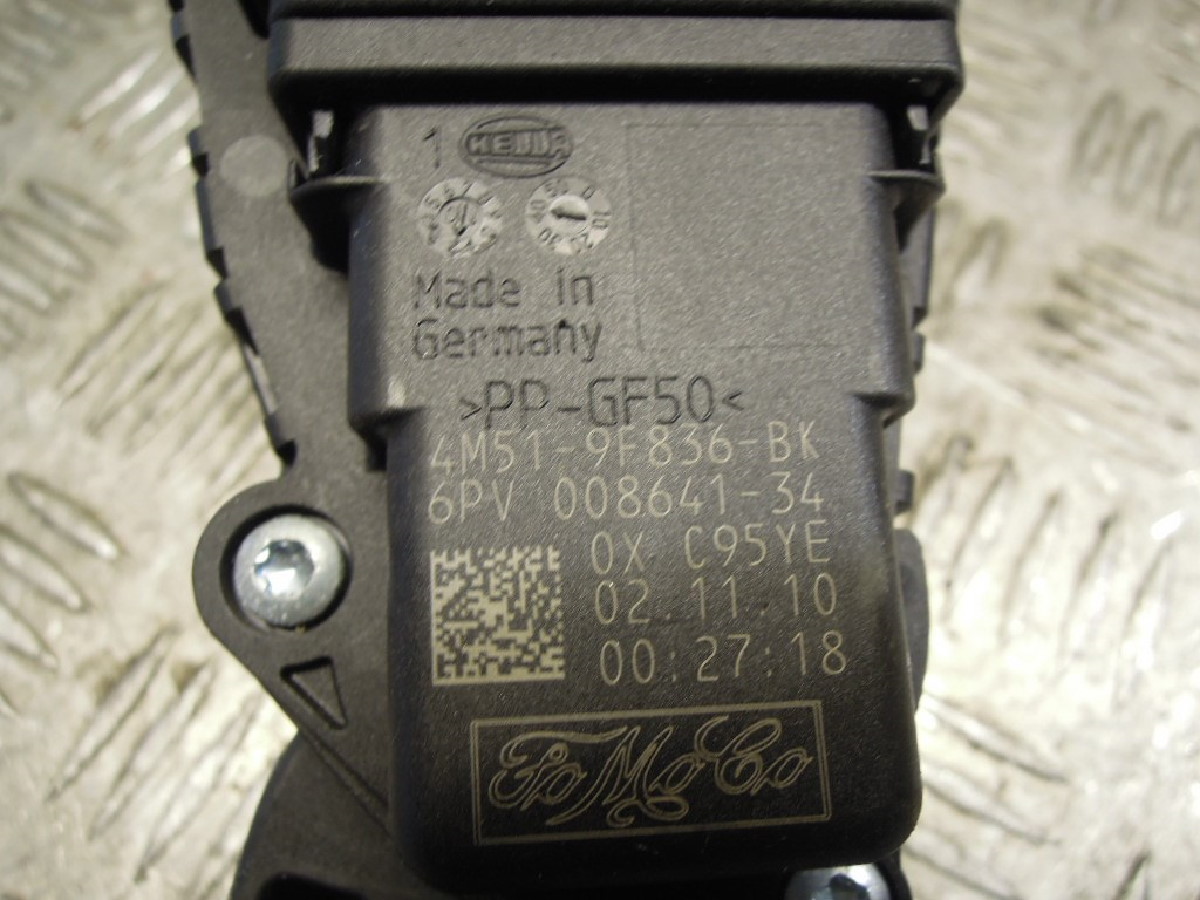 1 HELLA
Made in
Germany
>PP-GF50<
4M51-9F836-BK
6PV 008641-34
0X C95YE
02.11.10
00:27:18
FoMoCo